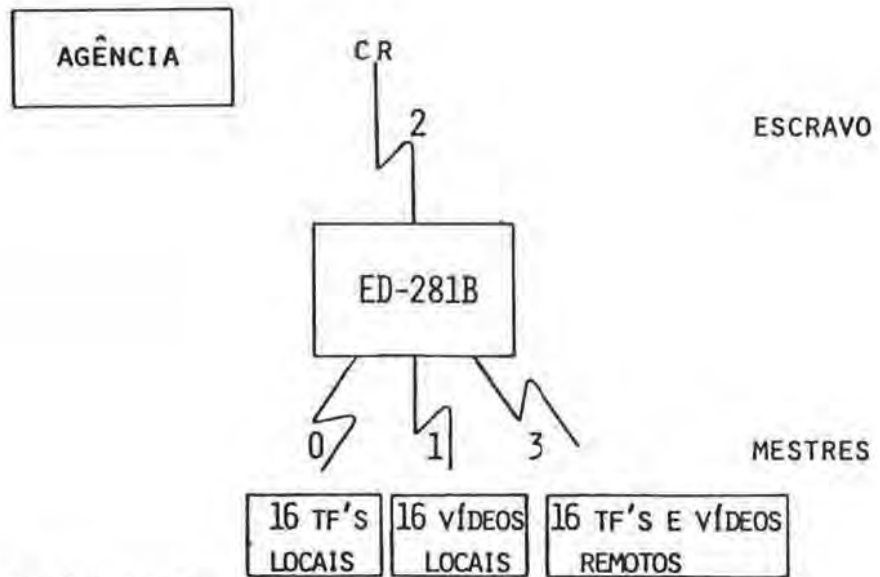 AGÊNCIA
CR
2
ESCRAVO
ED-281B
0
1
3
MESTRES
16 TF'S
LOCAIS
16 VÍDEOS
LOCAIS
16 TF'S E VÍDEOS
REMOTOS